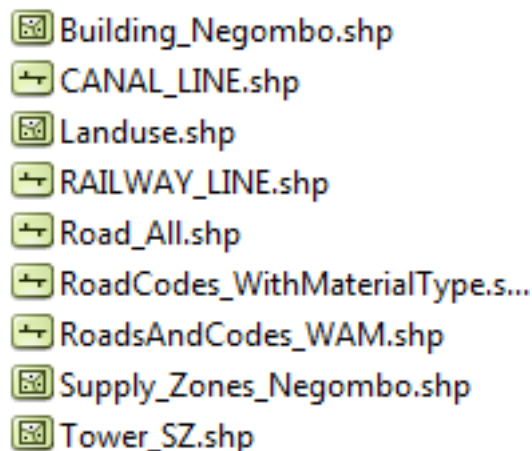 Building_Negombo.shp
CANAL_LINE.shp
Landuse.shp
RAILWAY_LINE.shp
Road_All.shp
RoadCodes_WithMaterialType.s...
RoadsAndCodes_WAM.shp
Supply_Zones_Negombo.shp
Tower_SZ.shp